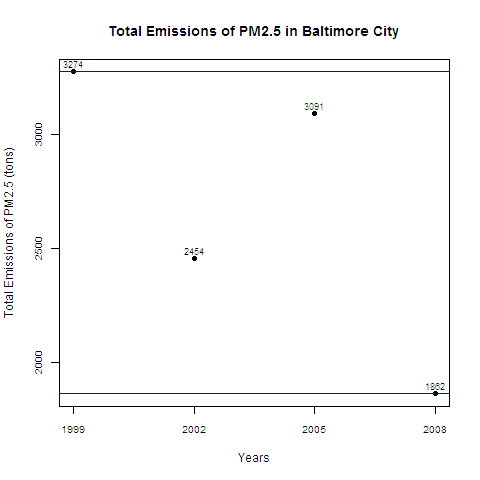 Total Emissions of PM2.5 in Baltimore City
3274
3091
3000
Total Emissions of PM2.5 (tons)
2500
2454
2000
1862
1999 2002 2005 2008
Years